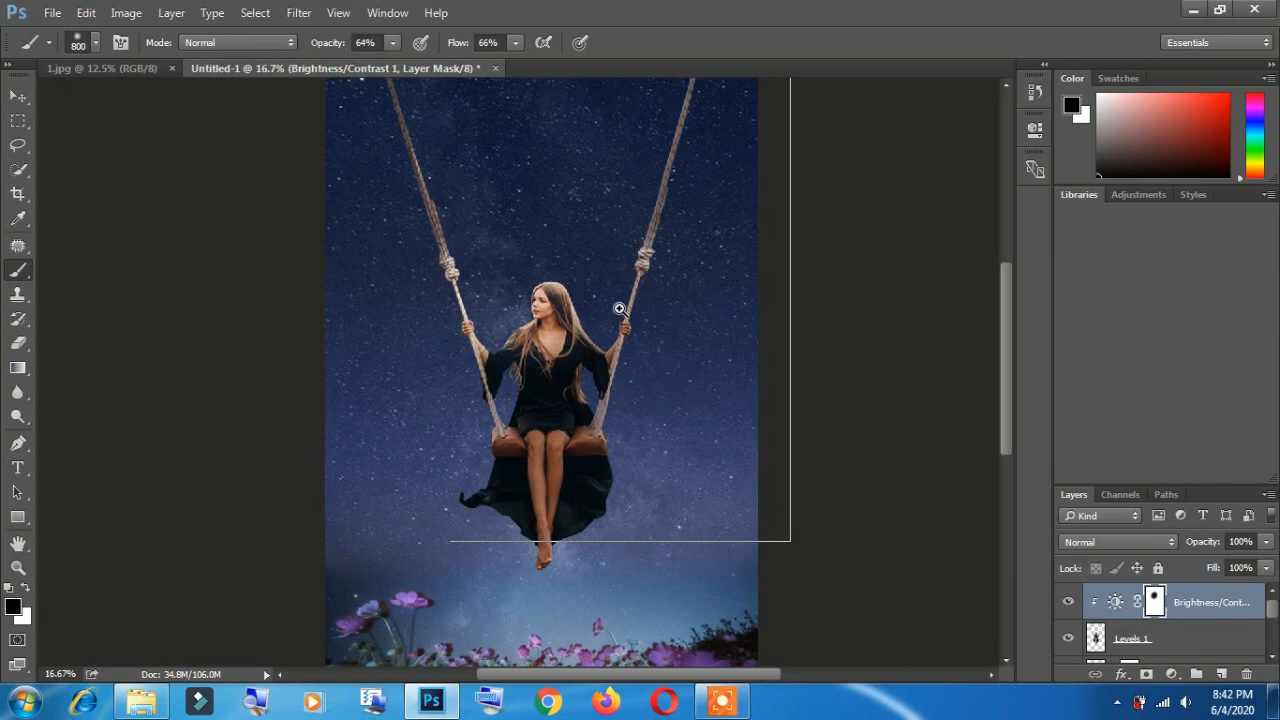 Ps File Edit Image Layer Type Select Filter 3D View Window Help
800 Mode: Normal Opacity: 64% Flow: 66% Essentials
1.jpg @ 12.5% (RGB/8) × Untitled-1 @ 16.7% (Brightness/Contrast 1, Layer Mask/8) * ×
Color Swatches
Libraries Adjustments Styles
Layers Channels Paths
Kind
Normal Opacity: 100%
Lock: Fill: 100%
Brightness/Cont...
Levels 1
16.67% Doc: 34.8M/106.0M
Ps
8:42 PM
6/4/2020